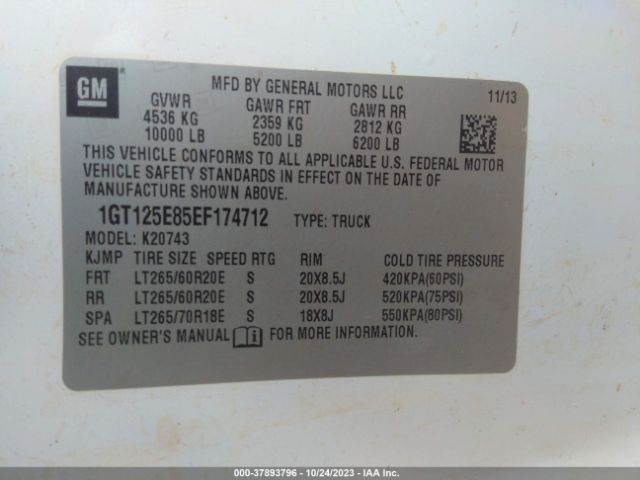 GM
MFD BY GENERAL MOTORS LLC
11/13
GVWR GAWR FRT GAWR RR
4536 KG 2359 KG 2812 KG
10000 LB 5200 LB 6200 LB
THIS VEHICLE CONFORMS TO ALL APPLICABLE U.S. FEDERAL MOTOR
VEHICLE SAFETY STANDARDS IN EFFECT ON THE DATE OF
MANUFACTURE SHOWN ABOVE.
1GT125E85EF174712 TYPE: TRUCK
MODEL: K20743
KJMP TIRE SIZE SPEED RTG RIM COLD TIRE PRESSURE
FRT LT265/60R20E S 20X8.5J 420KPA(60PSI)
RR LT265/60R20E S 20X8.5J 520KPA(75PSI)
SPA LT265/70R18E S 18X8J 550KPA(80PSI)
SEE OWNER'S MANUAL i FOR MORE INFORMATION.
000-37893796 - 10/24/2023 - IAAI.com